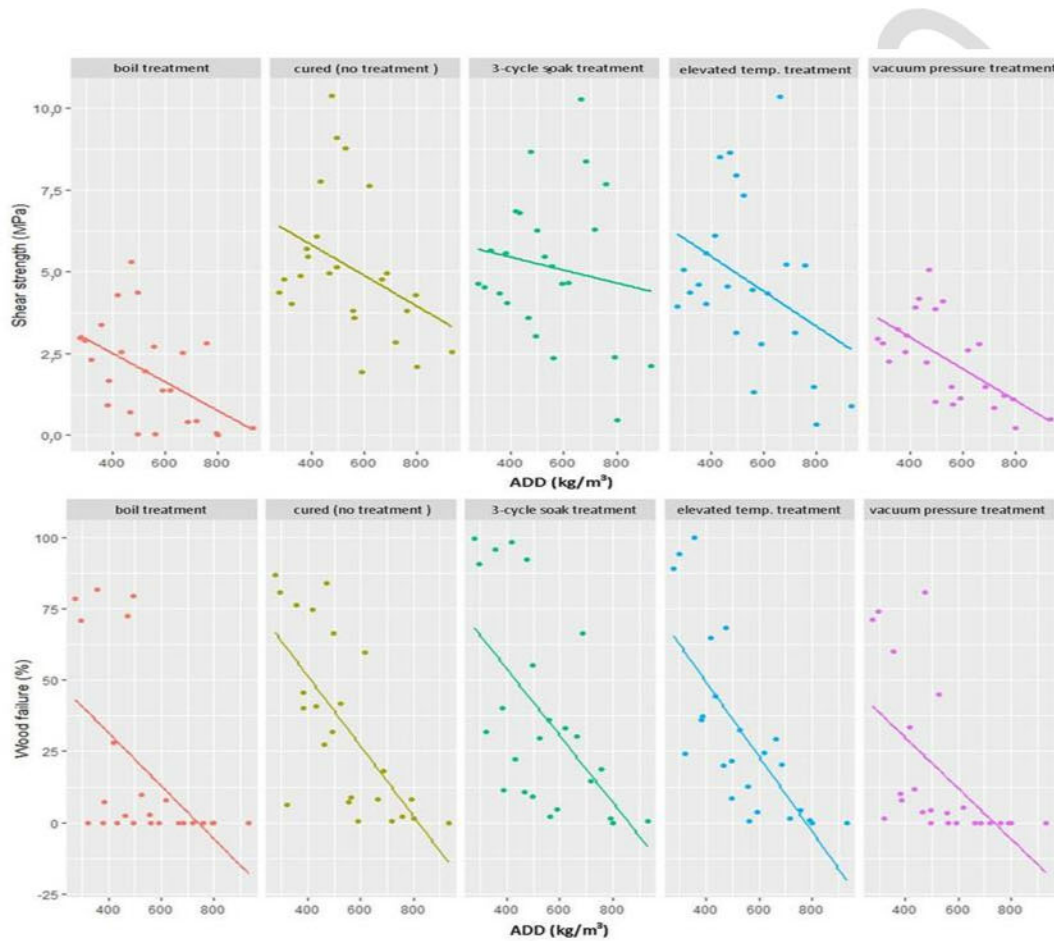 boil treatment
cured (no treatment )
3-cycle soak treatment
elevated temp. treatment
vacuum pressure treatment
Shear strength (MPa)
10,0
7,5
5,0
2,5
0,0
400 600 800 400 600 800 400 600 800 400 600 800 400 600 800
ADD (kg/m³)
boil treatment
cured (no treatment )
3-cycle soak treatment
elevated temp. treatment
vacuum pressure treatment
Wood failure (%)
100
75
50
25
0
-25
400 600 800 400 600 800 400 600 800 400 600 800 400 600 800
ADD (kg/m³)